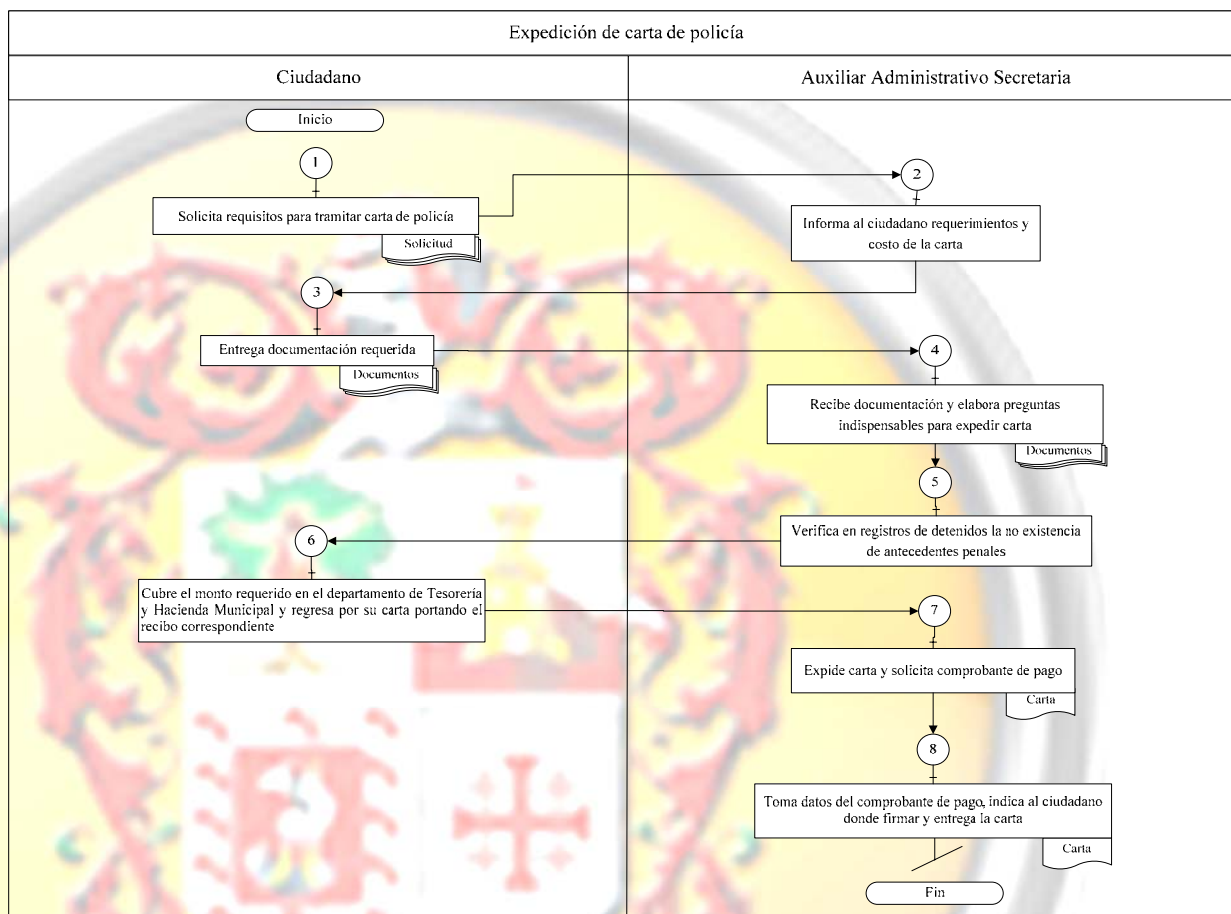 Expedición de carta de policía
Ciudadano
Auxiliar Administrativo Secretaria
Inicio
1
Solicita requisitos para tramitar carta de policía
Solicitud
2
Informa al ciudadano requerimientos y
costo de la carta
3
Entrega documentación requerida
Documentos
4
Recibe documentación y elabora preguntas
indispensables para expedir carta
Documentos
5
Verifica en registros de detenidos la no existencia
de antecedentes penales
6
Cubre el monto requerido en el departamento de Tesorería
y Hacienda Municipal y regresa por su carta portando el
recibo correspondiente
7
Expide carta y solicita comprobante de pago
Carta
8
Toma datos del comprobante de pago, indica al ciudadano
donde firmar y entrega la carta
Carta
Fin